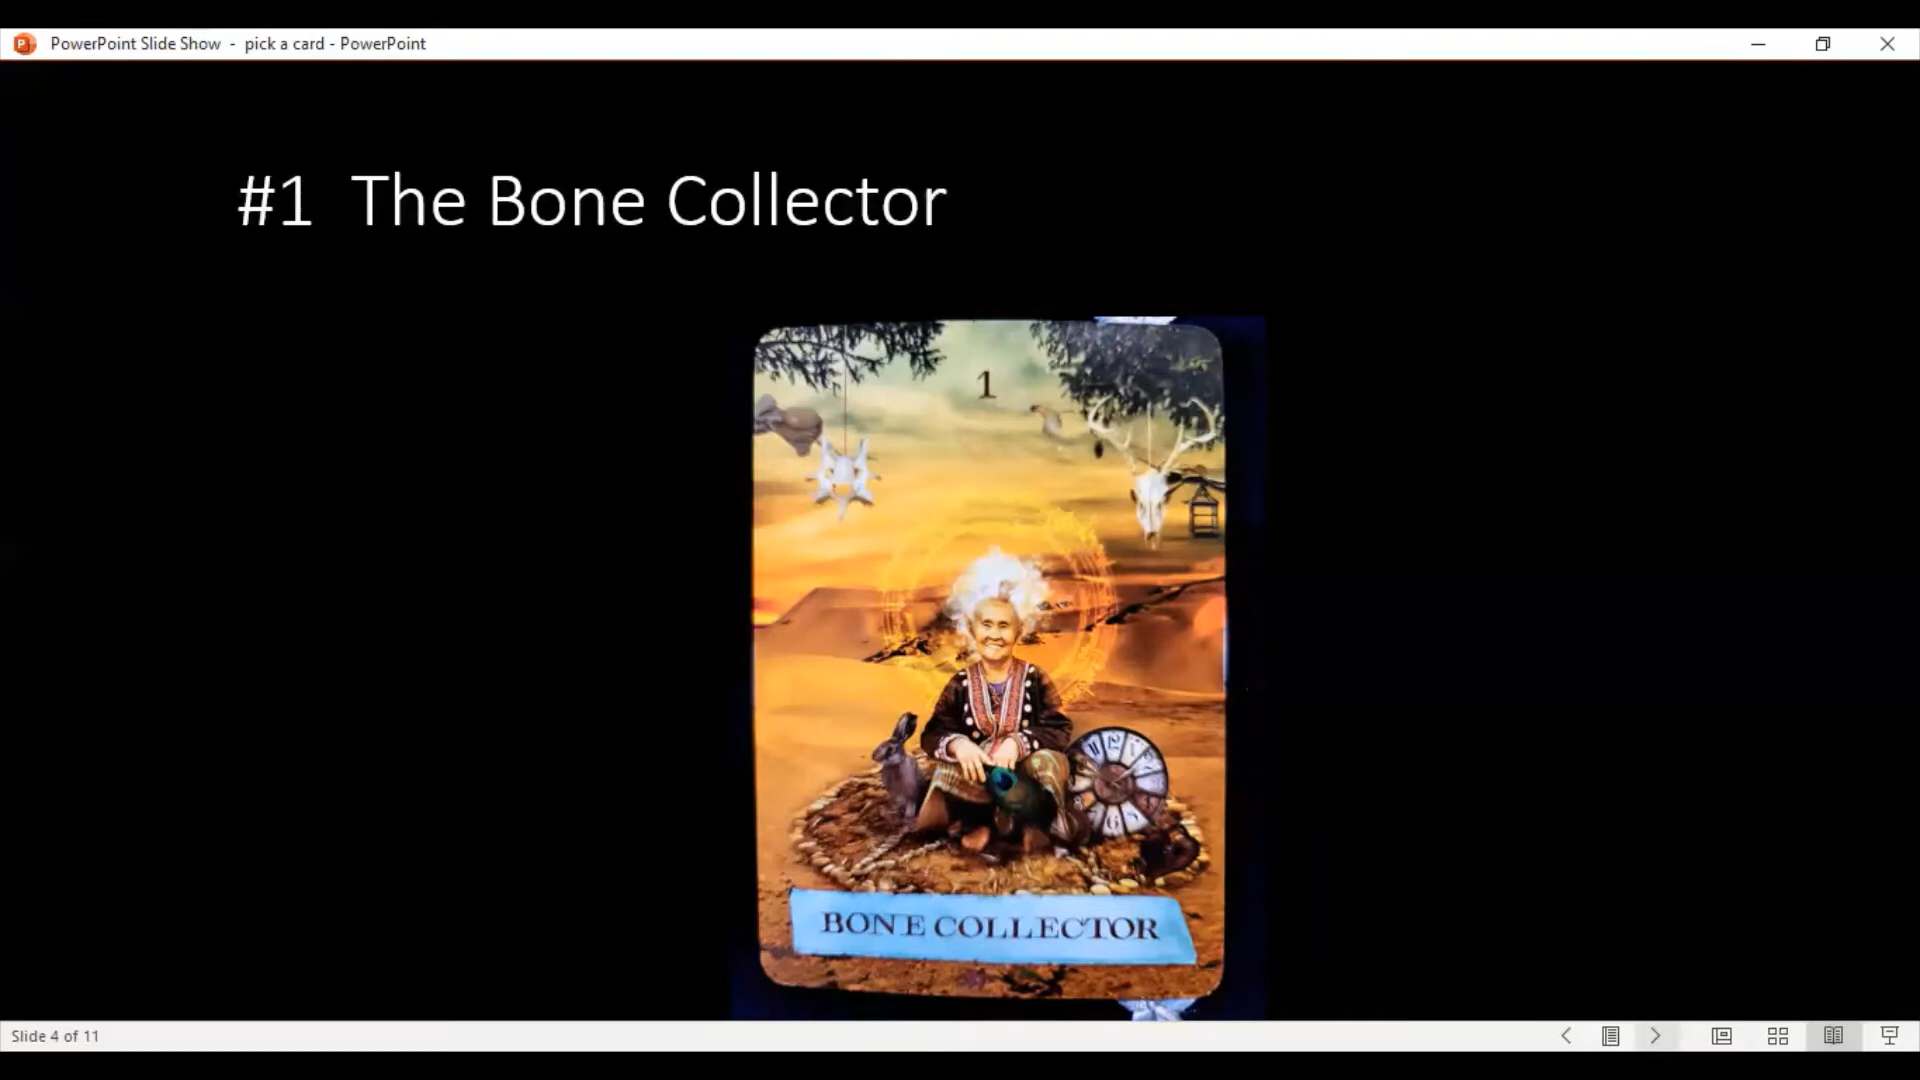 PowerPoint Slide Show - pick a card - PowerPoint
#1 The Bone Collector
1
BONE COLLECTOR
Slide 4 of 11